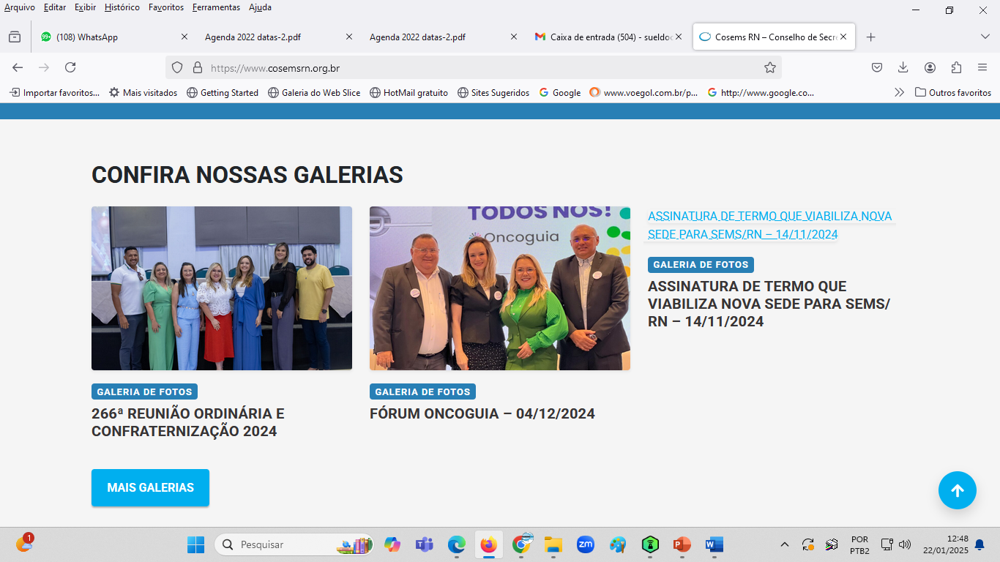 Arquivo Editar Exibir Histórico Favoritos Ferramentas Ajuda
99+ (108) WhatsApp
Agenda 2022 datas-2.pdf
Agenda 2022 datas-2.pdf
Caixa de entrada (504) - sueldoc
Cosems RN – Conselho de Secre
https://www.cosemsrn.org.br
Importar favoritos... Mais visitados Getting Started Galeria do Web Slice HotMail gratuito Sites Sugeridos Google www.voegol.com.br/p... http://www.google.co... Outros favoritos
CONFIRA NOSSAS GALERIAS
TODOS NÓS!
Oncoguia
ASSINATURA DE TERMO QUE VIABILIZA NOVA
SEDE PARA SEMS/RN – 14/11/2024
GALERIA DE FOTOS
ASSINATURA DE TERMO QUE
VIABILIZA NOVA SEDE PARA SEMS/
RN – 14/11/2024
GALERIA DE FOTOS
266ª REUNIÃO ORDINÁRIA E
CONFRATERNIZAÇÃO 2024
GALERIA DE FOTOS
FÓRUM ONCOGUIA – 04/12/2024
MAIS GALERIAS
1
Pesquisar
zm
POR
PTB2
12:48
22/01/2025